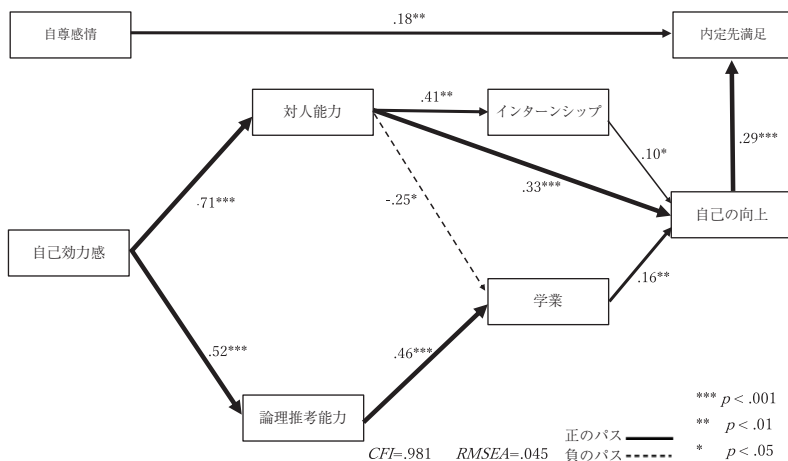 自尊感情
.18**
内定先満足
対人能力
.41**
インターンシップ
.10*
.29***
.33***
.71***
-.25*
自己の向上
自己効力感
学業
.16**
.52***
.46***
論理推考能力
*** p < .001
** p < .01
* p < .05
正のパス
負のパス
CFI=.981 RMSEA=.045